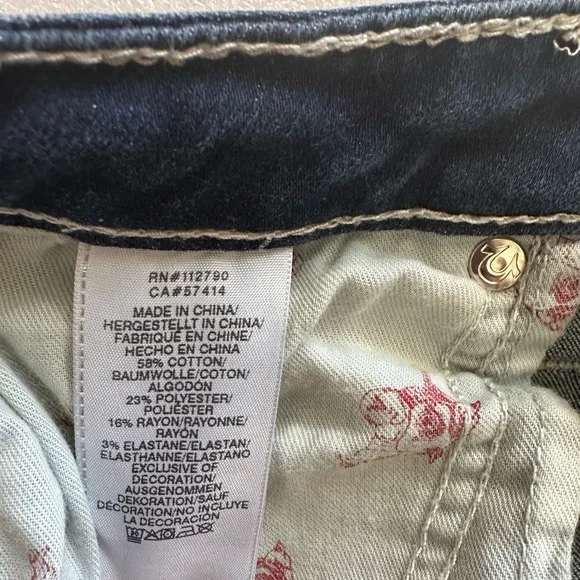 RN#112790
CA#57414
MADE IN CHINA/
HERGESTELLT IN CHINA/
FABRIQUÉ EN CHINE/
HECHO EN CHINA
58% COTTON/
BAUMWOLLE/COTON/
ALGODÓN
23% POLYESTER/
POLIÉSTER
16% RAYON/RAYONNE/
RAYÓN
3% ELASTANE/ELASTAN/
ELASTHANNE/ELASTANO
EXCLUSIVE OF
DECORATION/
AUSGENOMMEN
DEKORATION/SAUF
DÉCORATION/NO INCLUYE
LA DECORACIÓN